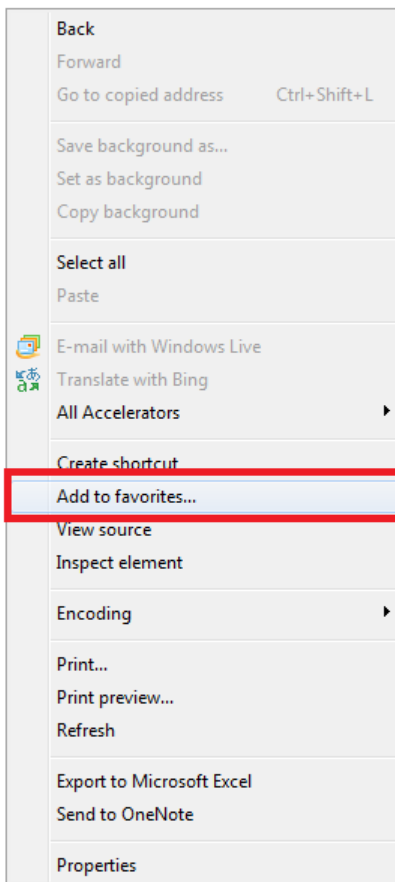 Back
Forward
Go to copied address Ctrl+Shift+L
Save background as...
Set as background
Copy background
Select all
Paste
E-mail with Windows Live
Translate with Bing
All Accelerators
Create shortcut
Add to favorites...
View source
Inspect element
Encoding
Print...
Print preview...
Refresh
Export to Microsoft Excel
Send to OneNote
Properties